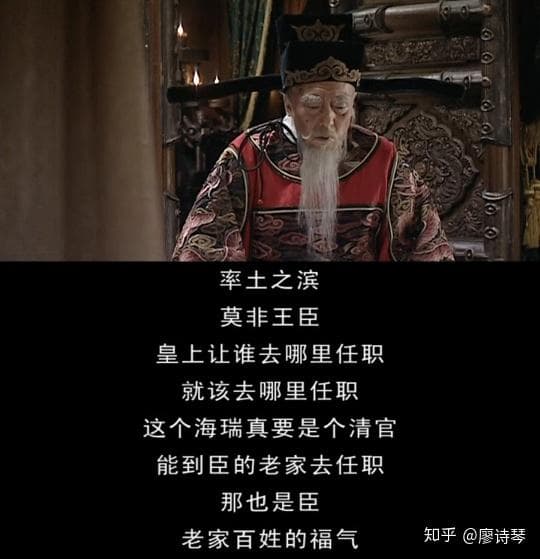 率土之滨
莫非王臣
皇上让谁去哪里任职
就该去哪里任职
这个海瑞真要是个清官
能到臣的老家去任职
那也是臣
老家百姓的福气
知乎 @廖诗琴